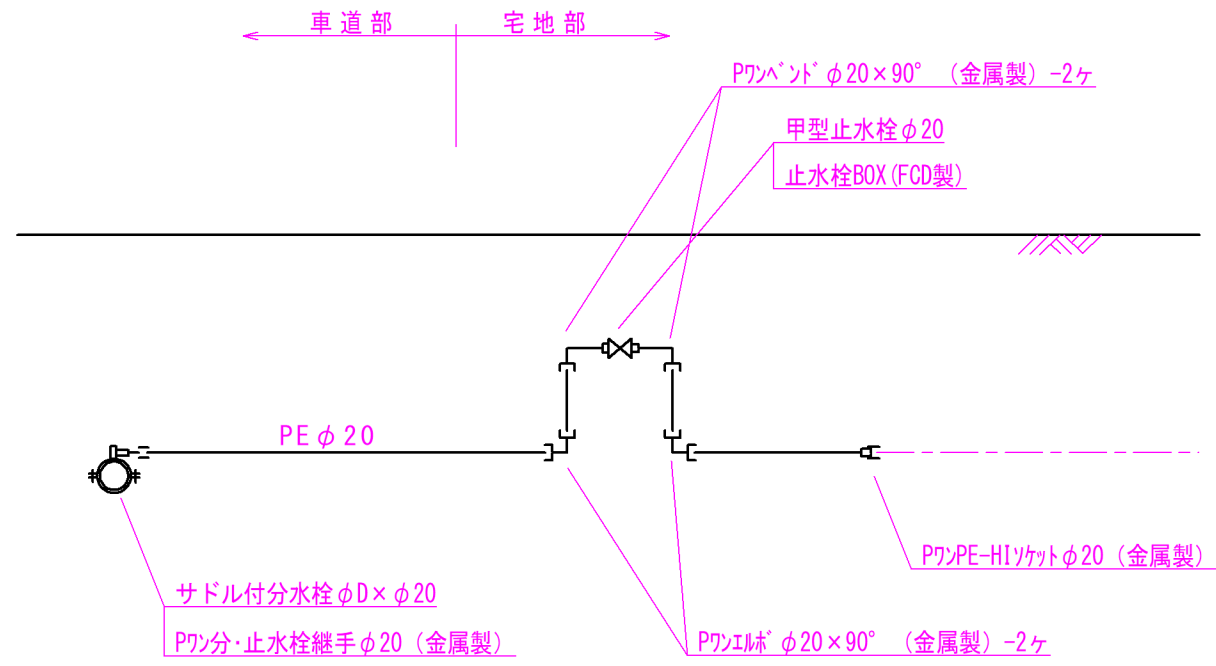 車道部
宅地部
Pワンベンドφ20×90° (金属製)-2ヶ
甲型止水栓φ20
止水栓BOX(FCD製)
PEφ20
PワンPE-HIソケットφ20(金属製)
サドル付分水栓φD×φ20
Pワン分・止水栓継手φ20(金属製)
Pワンエルボφ20×90° (金属製)-2ヶ